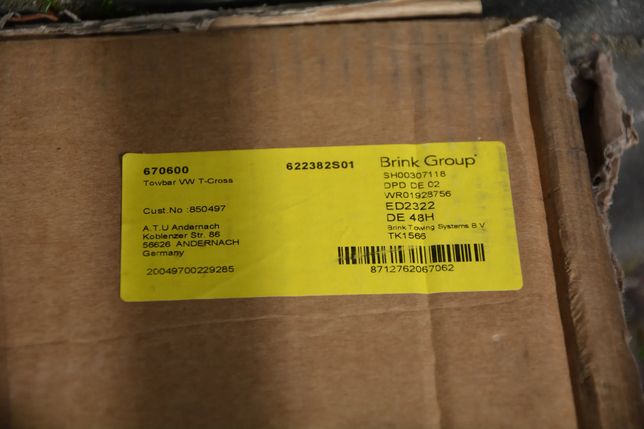 670600
Towbar VW T-Cross
Cust.No :850497
A.T.U Andernach
Koblenzer Str. 86
56626 ANDERNACH
Germany
20049700229285
622382S01
Brink Group
SH00307118
DPD DE 02
WR01928756
ED2322
DE 48H
Brink Towing Systems B.V
TK1566
8712762067062